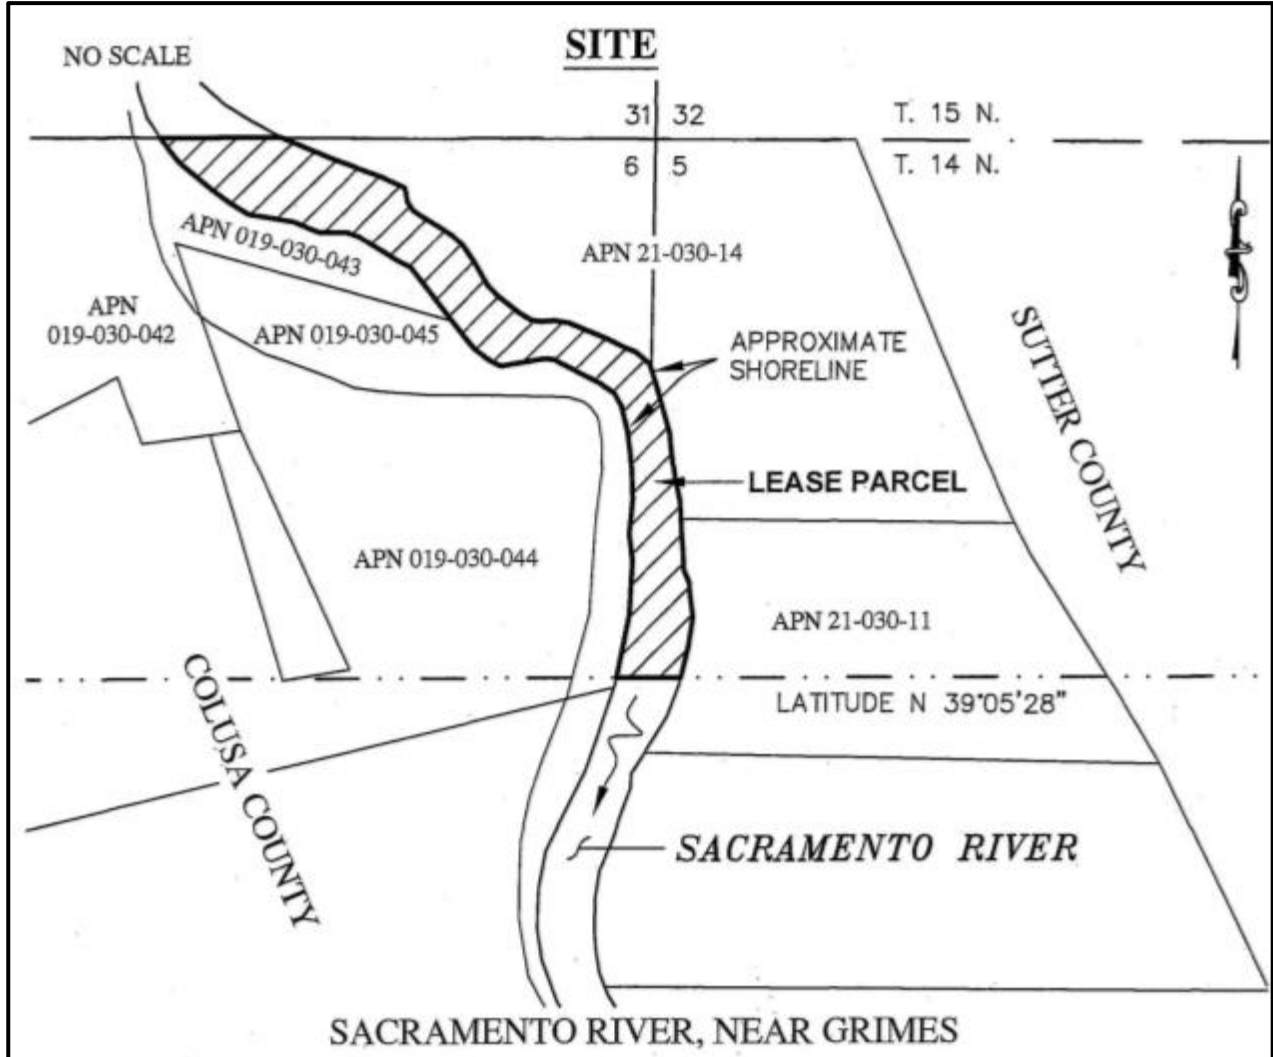 SITE
NO SCALE
31 32
T. 15 N.
6 5
T. 14 N.
APN 019-030-043
APN 21-030-14
APN
019-030-042
APN 019-030-045
APPROXIMATE
SHORELINE
SUTTER COUNTY
LEASE PARCEL
APN 019-030-044
APN 21-030-11
COLUSA COUNTY
LATITUDE N 39°05'28"
SACRAMENTO RIVER
SACRAMENTO RIVER, NEAR GRIMES